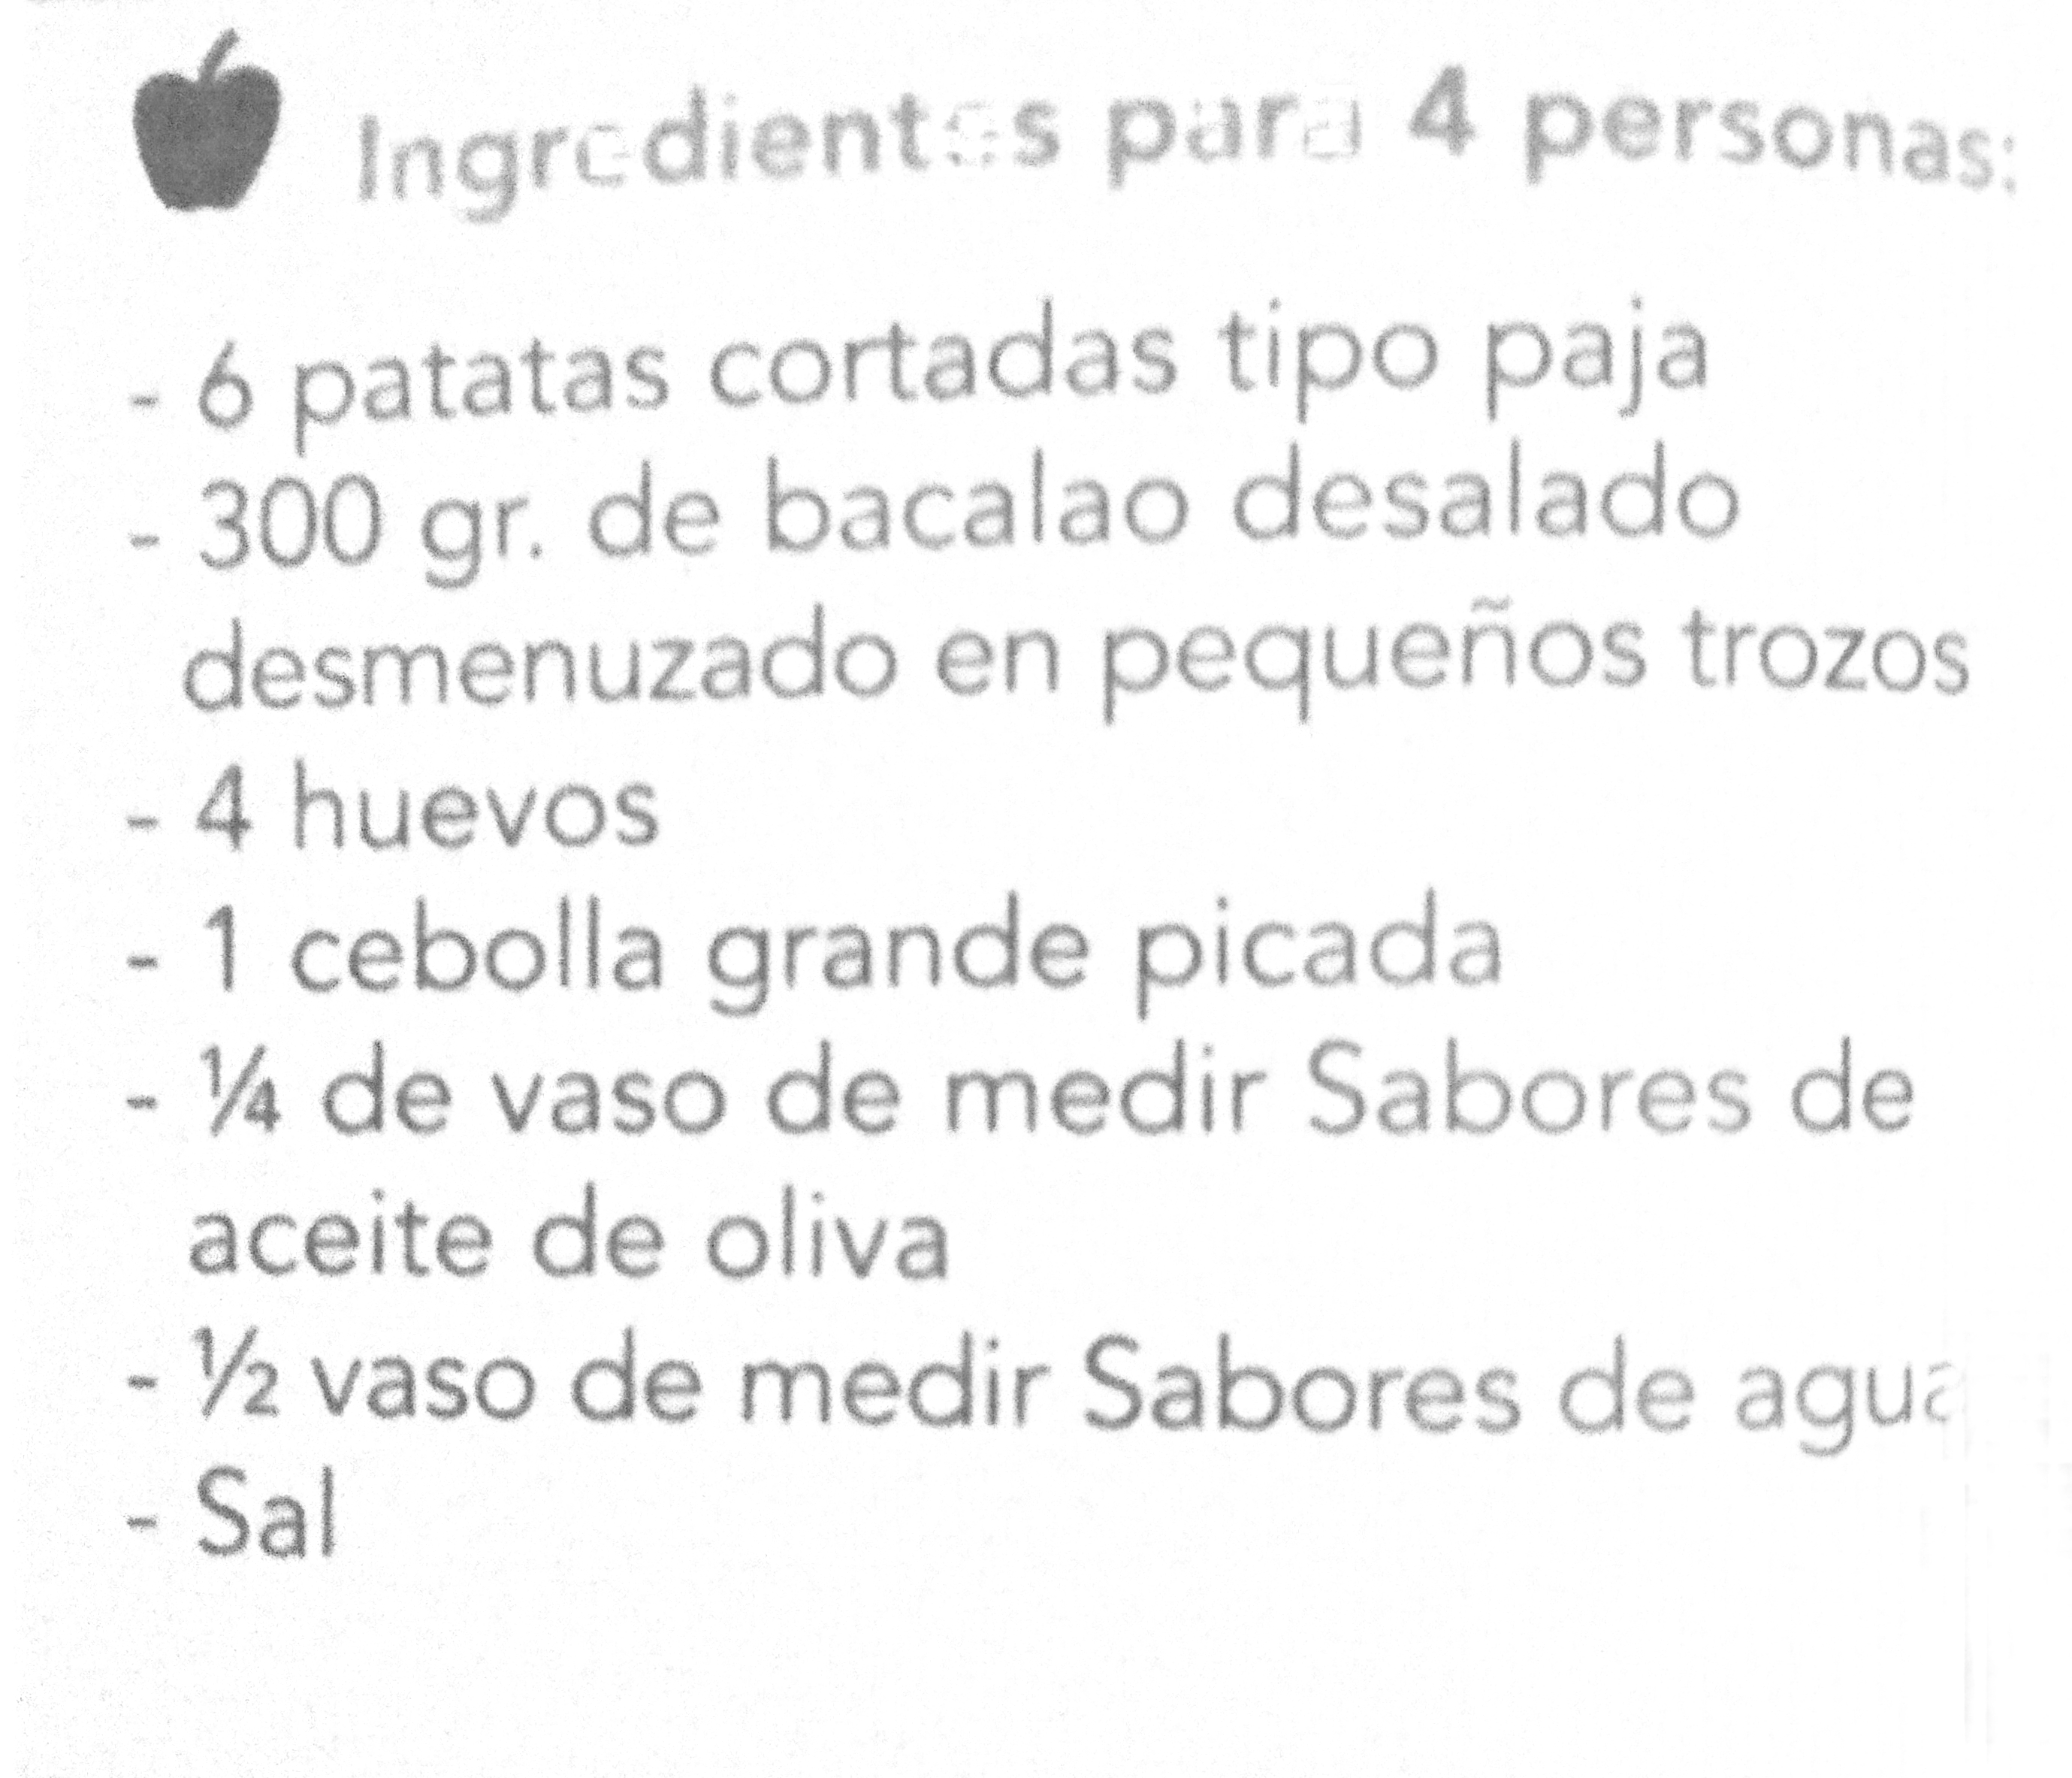 Ingredientes para 4 personas:
- 6 patatas cortadas tipo paja
- 300 gr. de bacalao desalado
desmenuzado en pequeños trozos
- 4 huevos
- 1 cebolla grande picada
- ¼ de vaso de medir Sabores de
aceite de oliva
- ½ vaso de medir Sabores de agua
- Sal